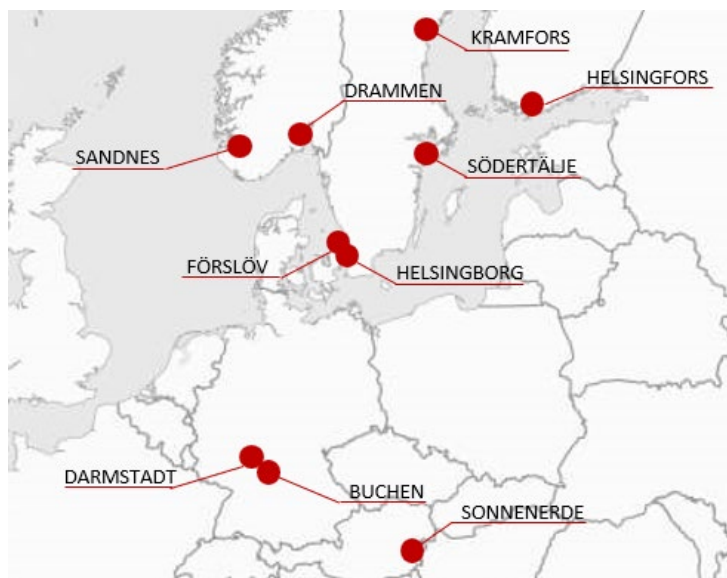 KRAMFORS
HELSINGFORS
DRAMMEN
SANDNES
SÖDERTÄLJE
FÖRSLÖV
HELSINGBORG
DARMSTADT
BUCHEN
SONNENERDE